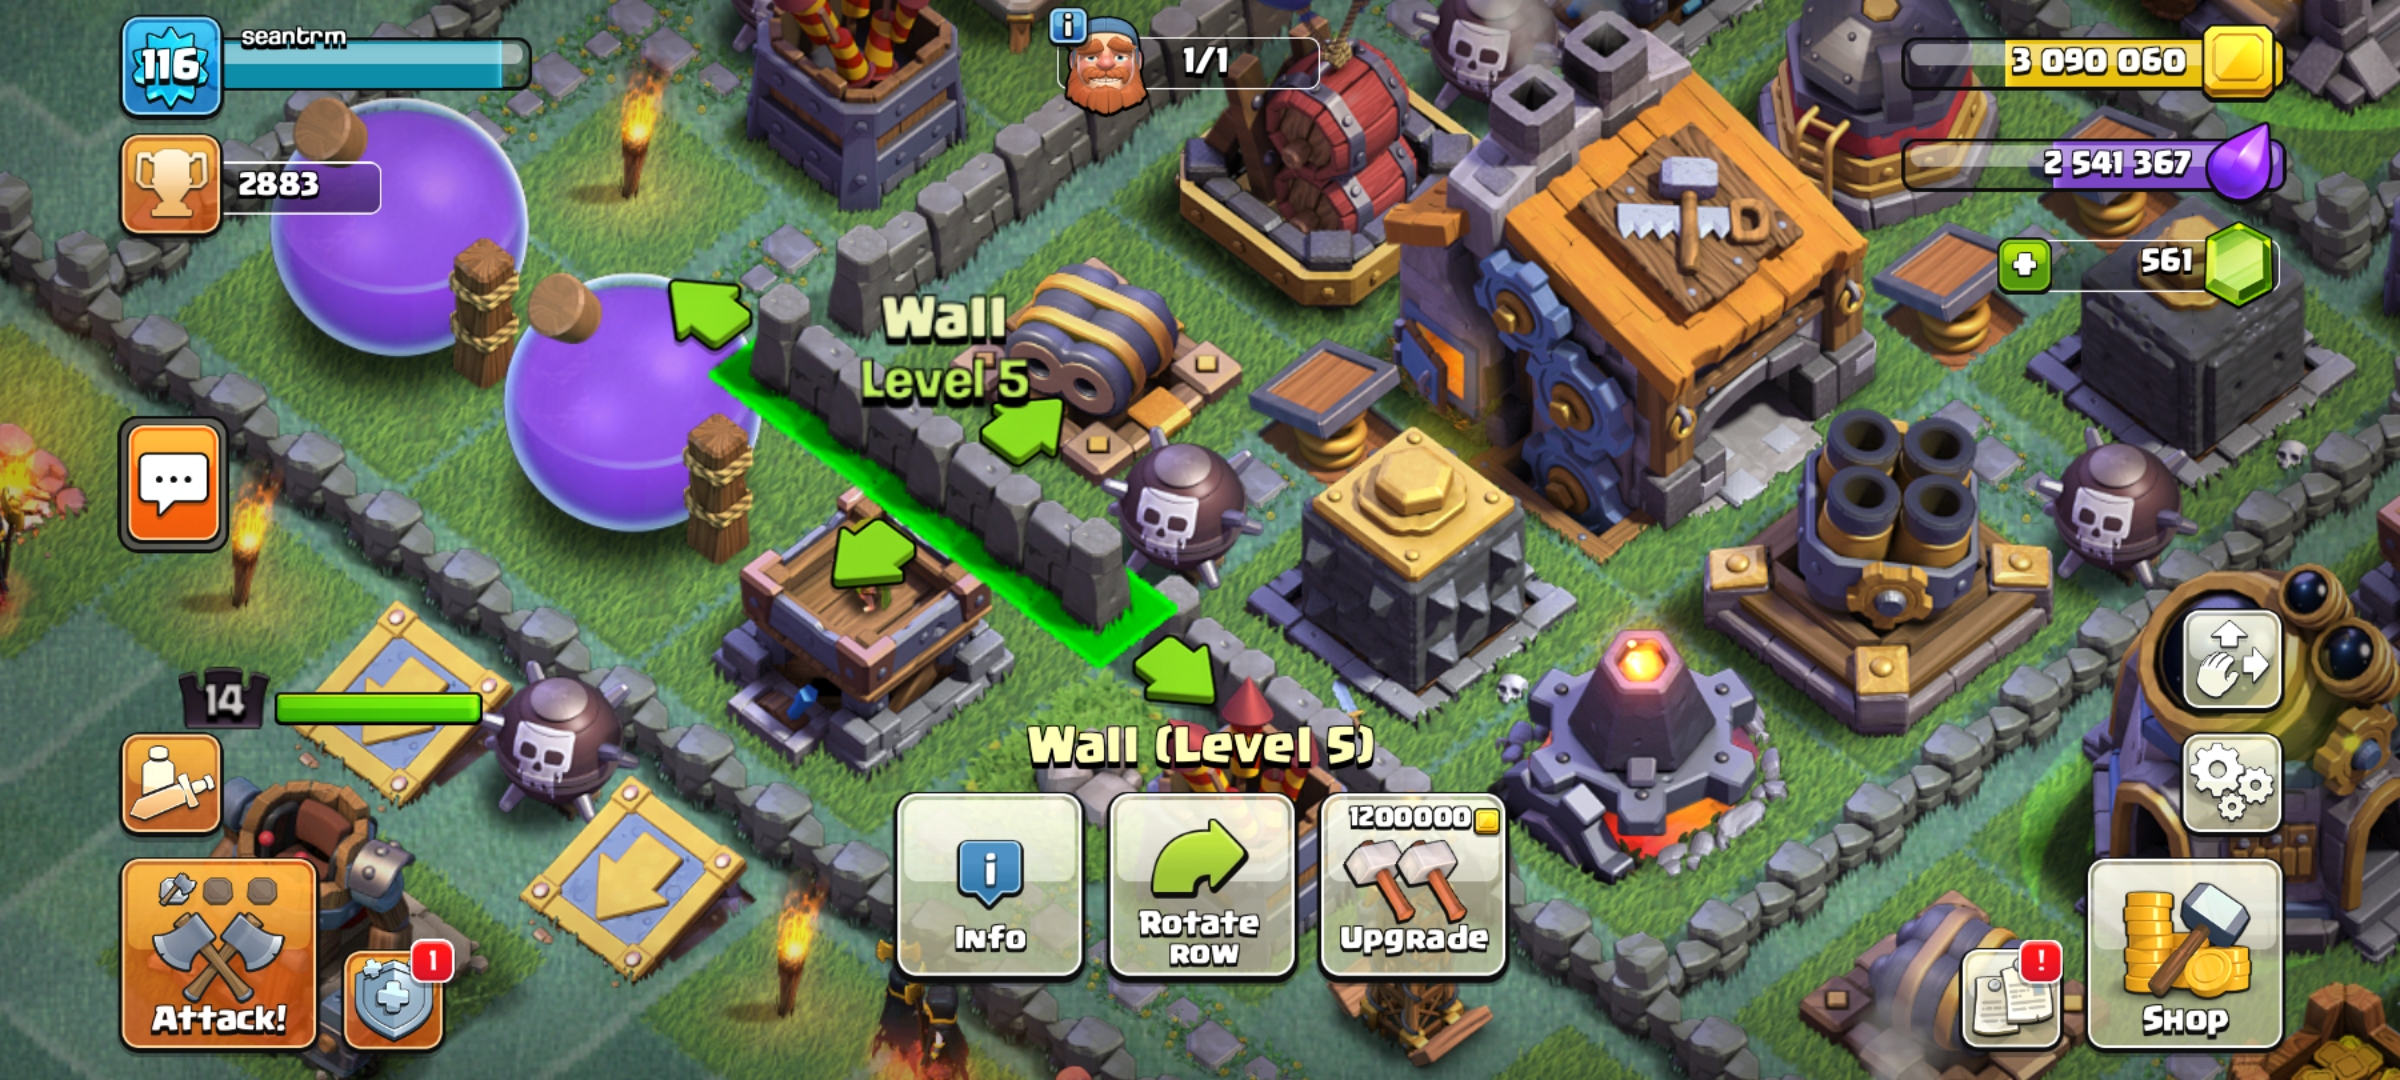 116
seantrm
1/1
3 090 060
2883
2 541 367
561
Wall
Level 5
14
Wall (Level 5)
1200000
Info
Rotate
row
Upgrade
1
Attack!
!
Shop